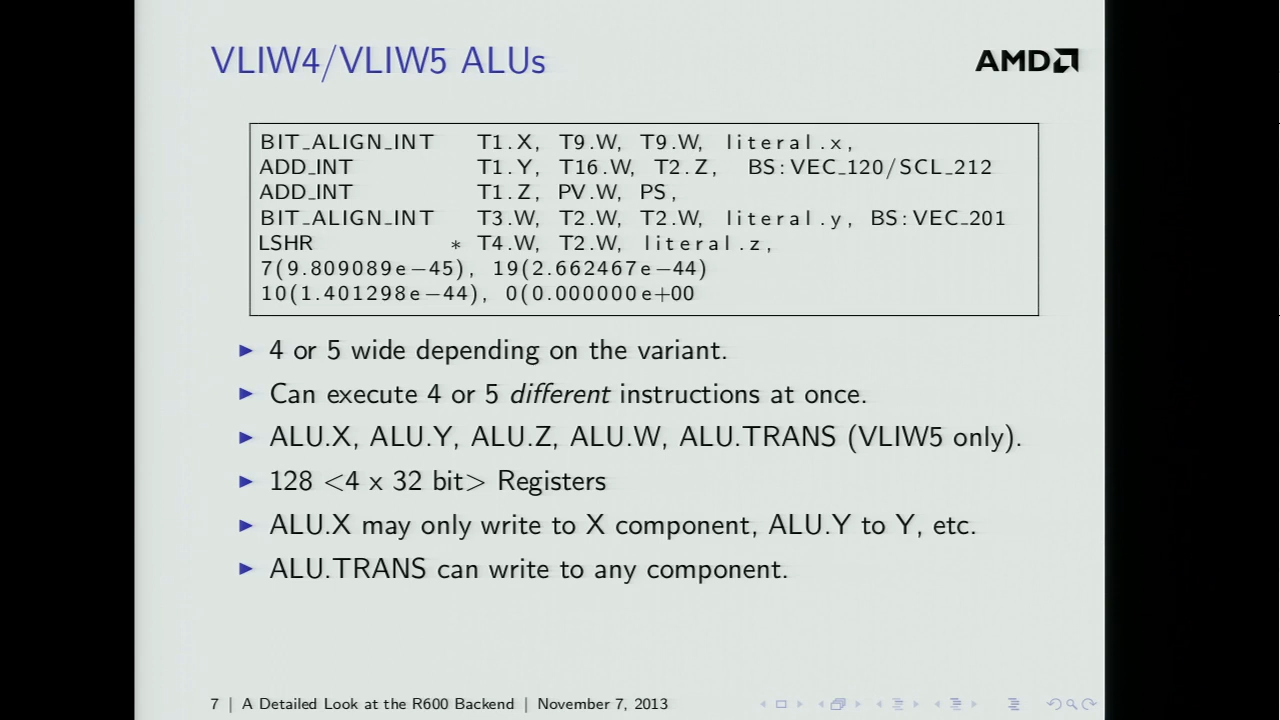 VLIW4/VLIW5 ALUs
AMD
BIT_ALIGN_INT T1.X, T9.W, T9.W, literal.x,
ADD_INT T1.Y, T16.W, T2.Z, BS:VEC_120/SCL_212
ADD_INT T1.Z, PV.W, PS,
BIT_ALIGN_INT T3.W, T2.W, T2.W, literal.y, BS:VEC_201
LSHR * T4.W, T2.W, literal.z,
7(9.809089e−45), 19(2.662467e−44)
10(1.401298e−44), 0(0.000000e+00
4 or 5 wide depending on the variant.
Can execute 4 or 5 different instructions at once.
ALU.X, ALU.Y, ALU.Z, ALU.W, ALU.TRANS (VLIW5 only).
128 <4 x 32 bit> Registers
ALU.X may only write to X component, ALU.Y to Y, etc.
ALU.TRANS can write to any component.
7 | A Detailed Look at the R600 Backend | November 7, 2013